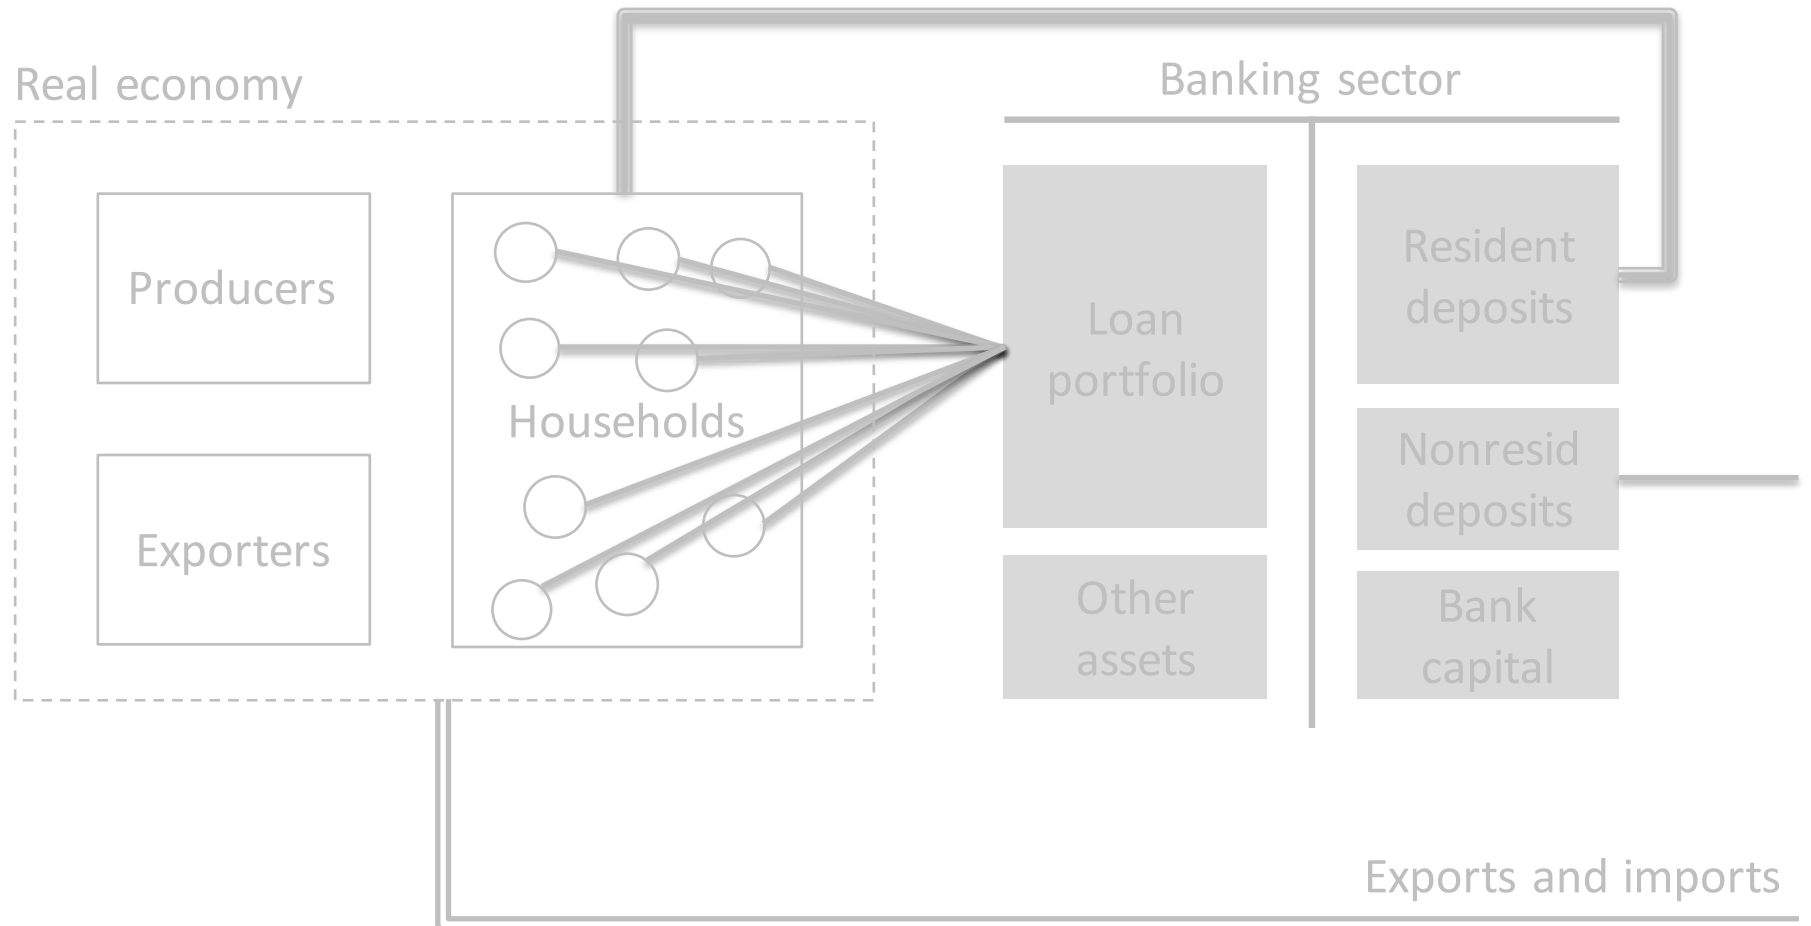 Real economy
Banking sector
Producers
Exporters
Households
Loan
portfolio
Other
assets
Resident
deposits
Nonresid
deposits
Bank
capital
Exports and imports